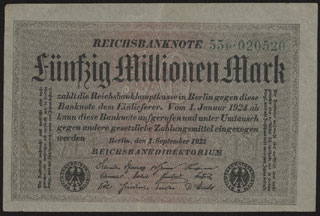 REICHSBANKNOTE 55P·020520
Fünfzig Millionen Mark
zahlt die Reichsbankhauptkasse in Berlin gegen diese
Banknote dem Einlieferer. Vom 1. Januar 1924 ab
kann diese Banknote aufgerufen und unter Umtausch
gegen andere gesetzliche Zahlungsmittel eingezogen
werden
Berlin, den 1. September 1923
REICHSBANKDIREKTORIUM